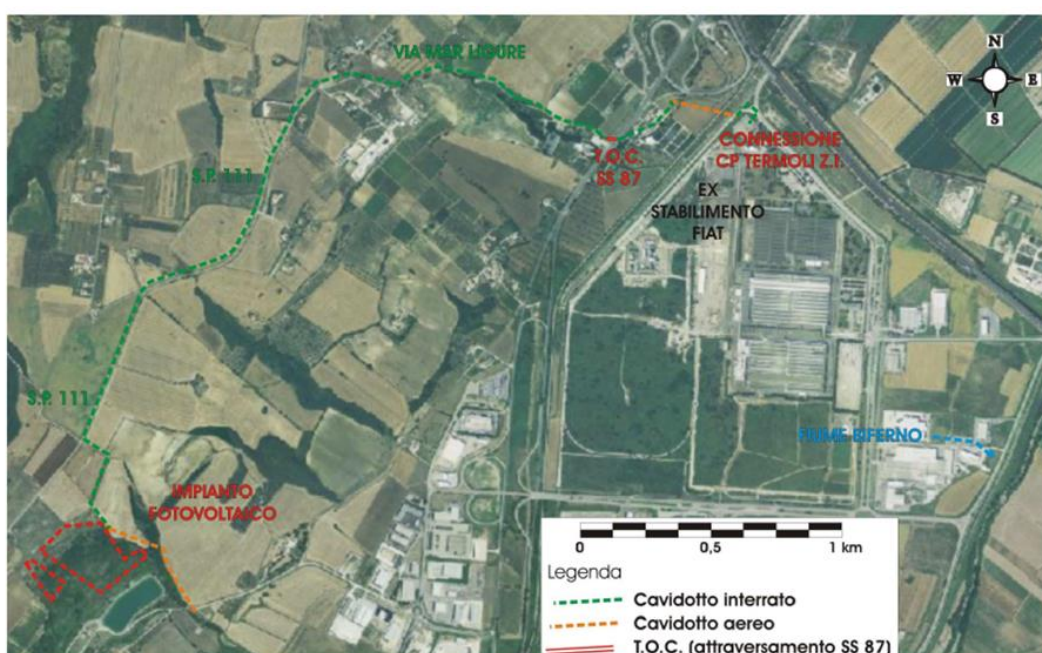 VIA MAR LIGURE
N
W E
S
CONNESSIONE
CP TERMOLI Z.I.
T.O.C.
SS 87
S.P. 111
EX
STABILIMENTO
FIAT
S.P. 111
FIUME BIFERNO
IMPIANTO
FOTOVOLTAICO
0 0,5 1 km
Legenda
Cavidotto interrato
Cavidotto aereo
T.O.C. (attraversamento SS 87)